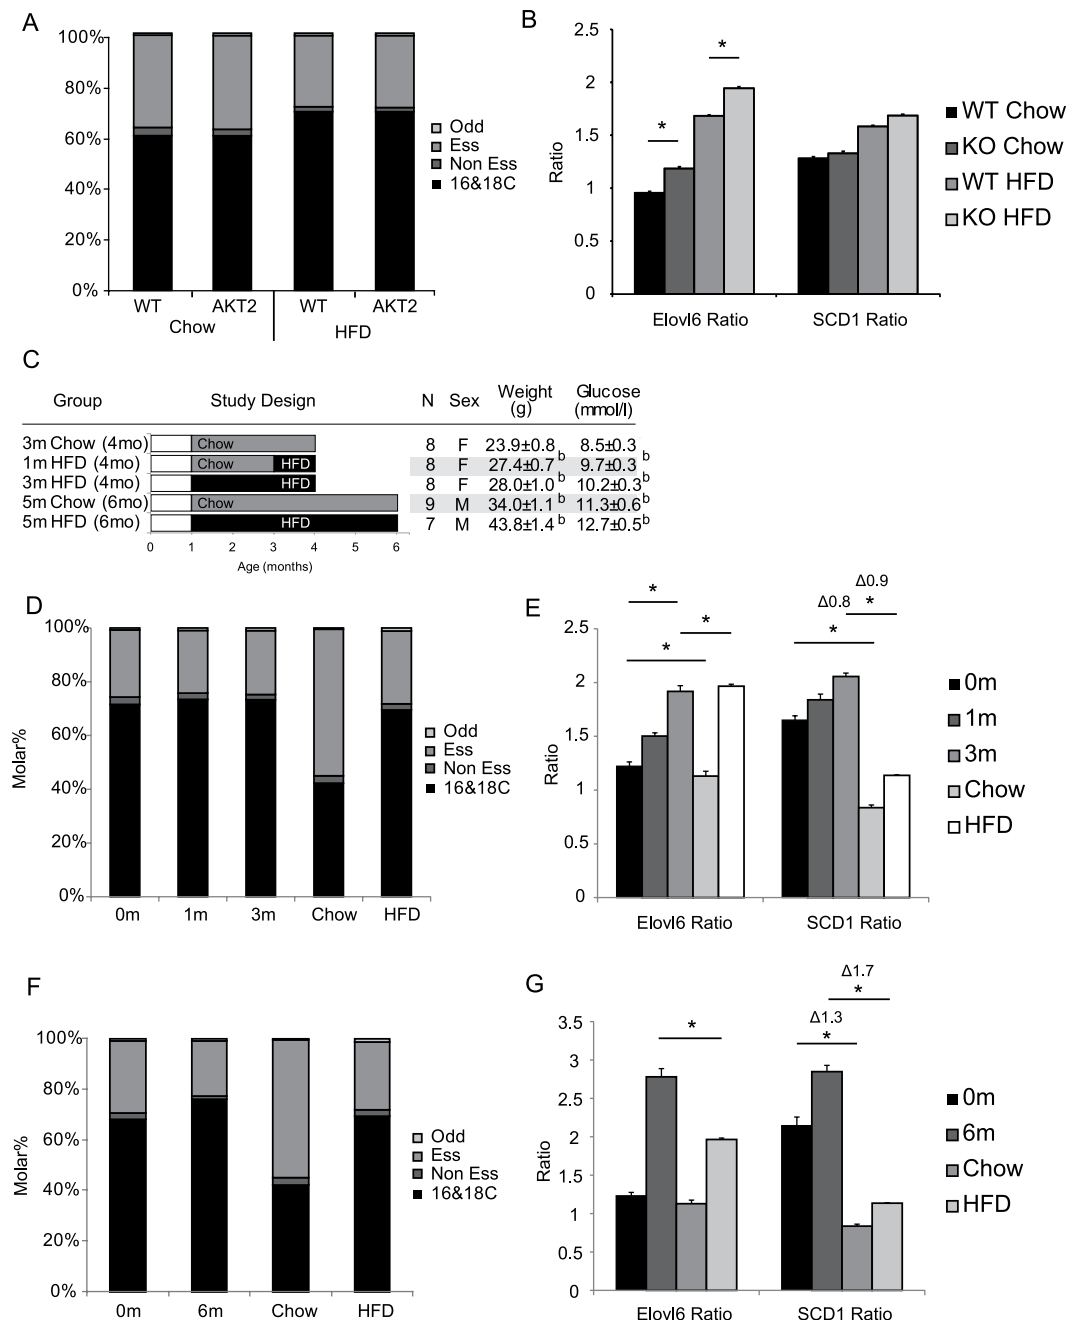 A
100%
80%
60%
40%
20%
0%
WT
AKT2
WT
AKT2
Chow
HFD
Odd
Ess
Non Ess
16&18C
B
2.5
2
1.5
1
0.5
0
Ratio
*
*
Elovl6 Ratio
SCD1 Ratio
WT Chow
KO Chow
WT HFD
KO HFD
C
Group
Study Design
N
Sex
Weight (g)
Glucose (mmol/l)
3m Chow (4mo) Chow 8 F 23.9±0.8 8.5±0.3
1m HFD (4mo) Chow HFD 8 F 27.4±0.7 b 9.7±0.3 b
3m HFD (4mo) HFD 8 F 28.0±1.0 b 10.2±0.3 b
5m Chow (6mo) Chow 9 M 34.0±1.1 11.3±0.6 b
5m HFD (6mo) HFD 7 M 43.8±1.4 b 12.7±0.5 b
0 1 2 3 4 5 6
Age (months)
D
Molar%
100%
80%
60%
40%
20%
0%
0m
1m
3m
Chow
HFD
Odd
Ess
Non Ess
16&18C
E
Δ0.9
Δ0.8
*
*
*
*
*
2.5
2
1.5
1
0.5
0
Ratio
Elovl6 Ratio
SCD1 Ratio
0m
1m
3m
Chow
HFD
F
Molar%
100%
80%
60%
40%
20%
0%
0m
6m
Chow
HFD
Odd
Ess
Non Ess
16&18C
G
Δ1.7
*
Δ1.3
*
*
3.5
3
2.5
2
1.5
1
0.5
0
Ratio
Elovl6 Ratio
SCD1 Ratio
0m
6m
Chow
HFD